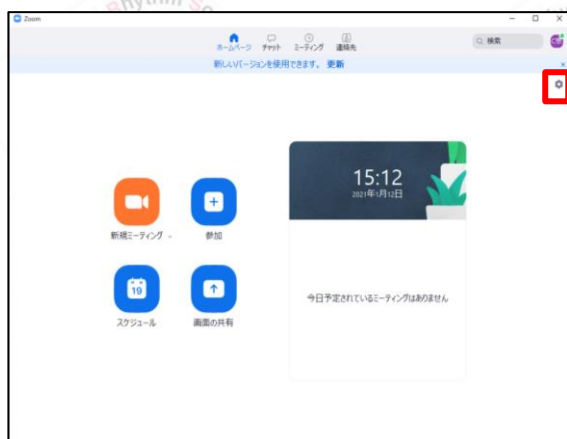 Rhythm So
Zoom
ホームページ チャット ミーティング 連絡先
検索
新しいバージョンを使用できます。 更新
15:12
2021年1月12日
新規ミーティング
参加
19
スケジュール
画面の共有
今日予定されているミーティングはありません